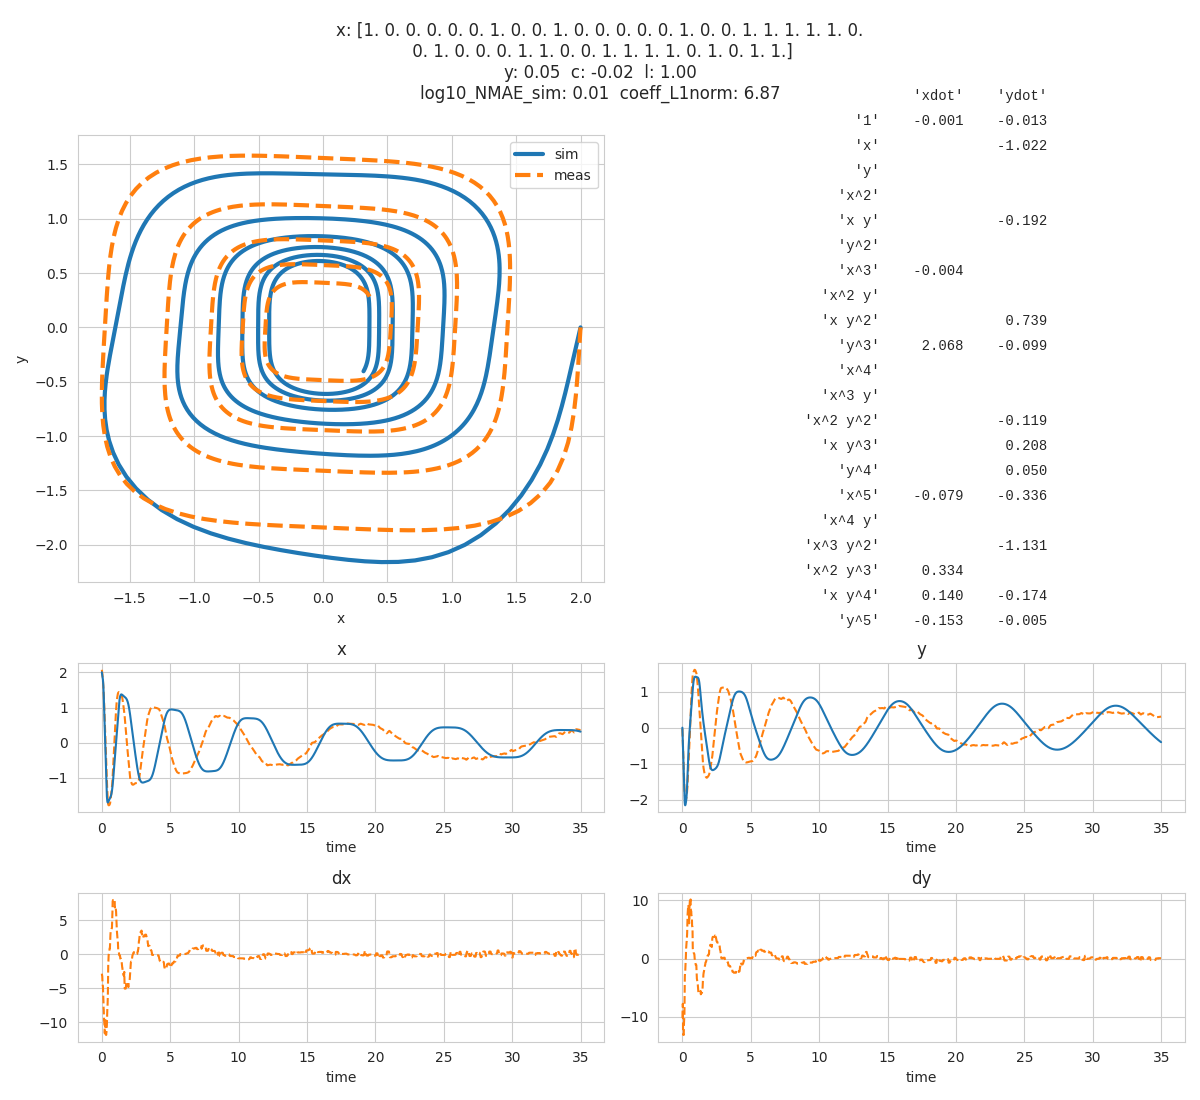 x: [1. 0. 0. 0. 0. 0. 0. 1. 0. 0. 1. 0. 0. 0. 0. 0. 0. 1. 0. 0. 1. 1. 1. 1. 1. 0.
0. 1. 0. 0. 0. 1. 1. 0. 0. 1. 1. 1. 1. 1. 0. 1. 0. 1. 1.]
y: 0.05 c: -0.02 l: 1.00
log10_NMAE_sim: 0.01 coeff_L1norm: 6.87
'xdot' 'ydot'
'1' -0.001 -0.013
'x' -1.022
'y'
'x^2'
'x y' -0.192
'y^2'
'x^3' -0.004
'x^2 y'
'x y^2' 0.739
'y^3' 2.068 -0.099
'x^4'
'x^3 y'
'x^2 y^2' -0.119
'x y^3' 0.208
'y^4' 0.050
'x^5' -0.079 -0.336
'x^4 y'
'x^3 y^2' -1.131
'x^2 y^3' 0.334
'x y^4' 0.140 -0.174
'y^5' -0.153 -0.005
sim
meas
1.5
1.0
0.5
0.0
−0.5
−1.0
−1.5
−2.0
y
−1.5 −1.0 −0.5 0.0 0.5 1.0 1.5 2.0
x
x
2
1
0
−1
0 5 10 15 20 25 30 35
time
y
1
0
−1
−2
0 5 10 15 20 25 30 35
time
dx
5
0
−5
−10
0 5 10 15 20 25 30 35
time
dy
10
0
−10
0 5 10 15 20 25 30 35
time